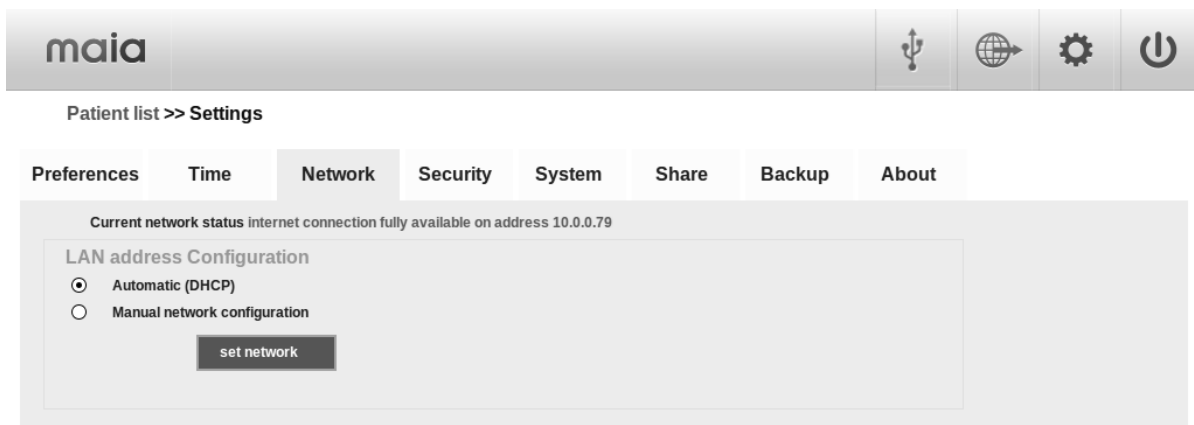 maia
Patient list >> Settings
Preferences Time Network Security System Share Backup About
Current network status internet connection fully available on address 10.0.0.79
LAN address Configuration
Automatic (DHCP)
Manual network configuration
set network